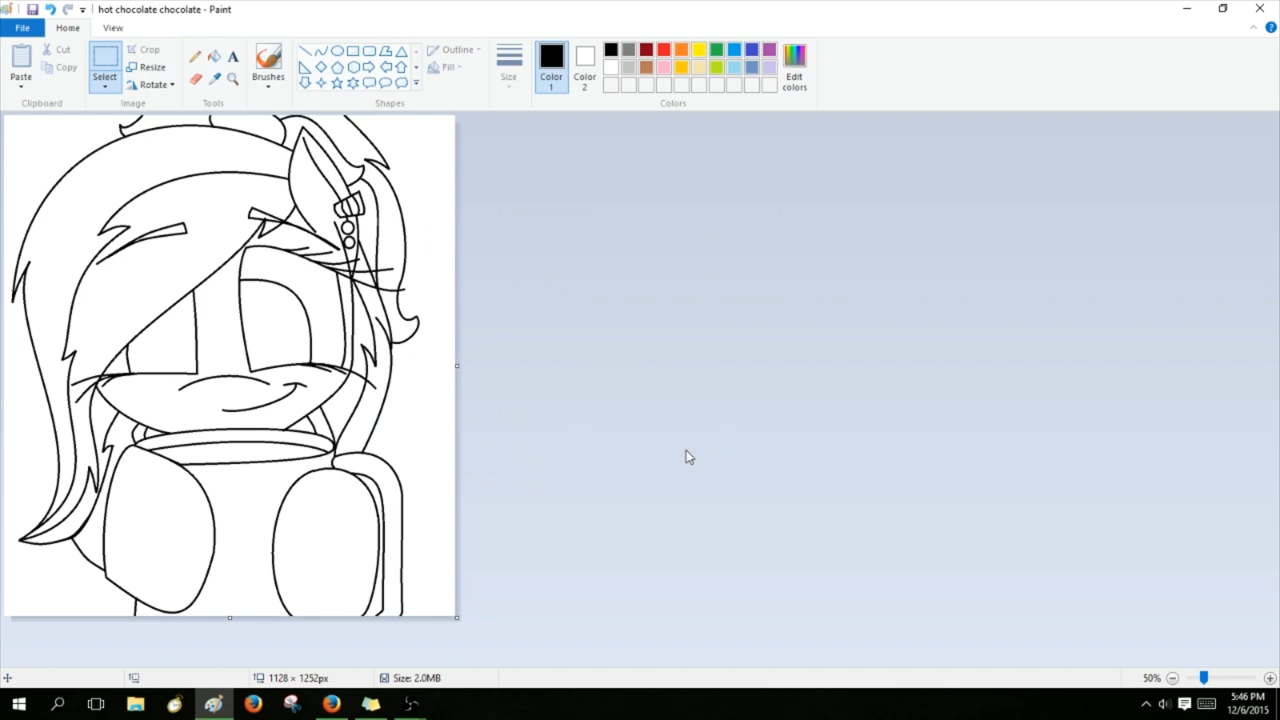 hot chocolate chocolate - Paint
File Home View
Paste Cut Copy
Clipboard
Select Crop Resize Rotate
Image
A
Tools
Brushes
Outline Fill
Shapes
Size
Color 1
Color 2
Edit colors
Colors
1128 × 1252px Size: 2.0MB 50%
5:46 PM
12/6/2015